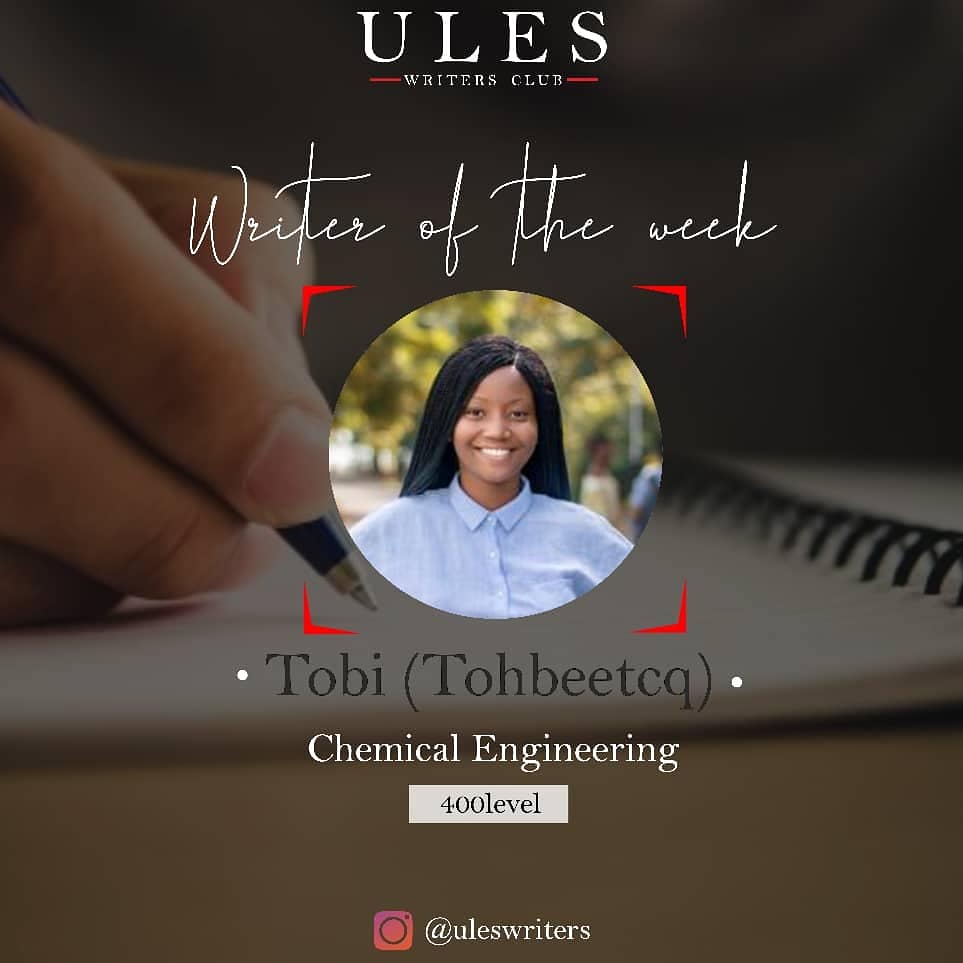 ULES
WRITERS CLUB
Writer of the week
Tobi (Tohbeetcq)
Chemical Engineering
400level
@uleswriters